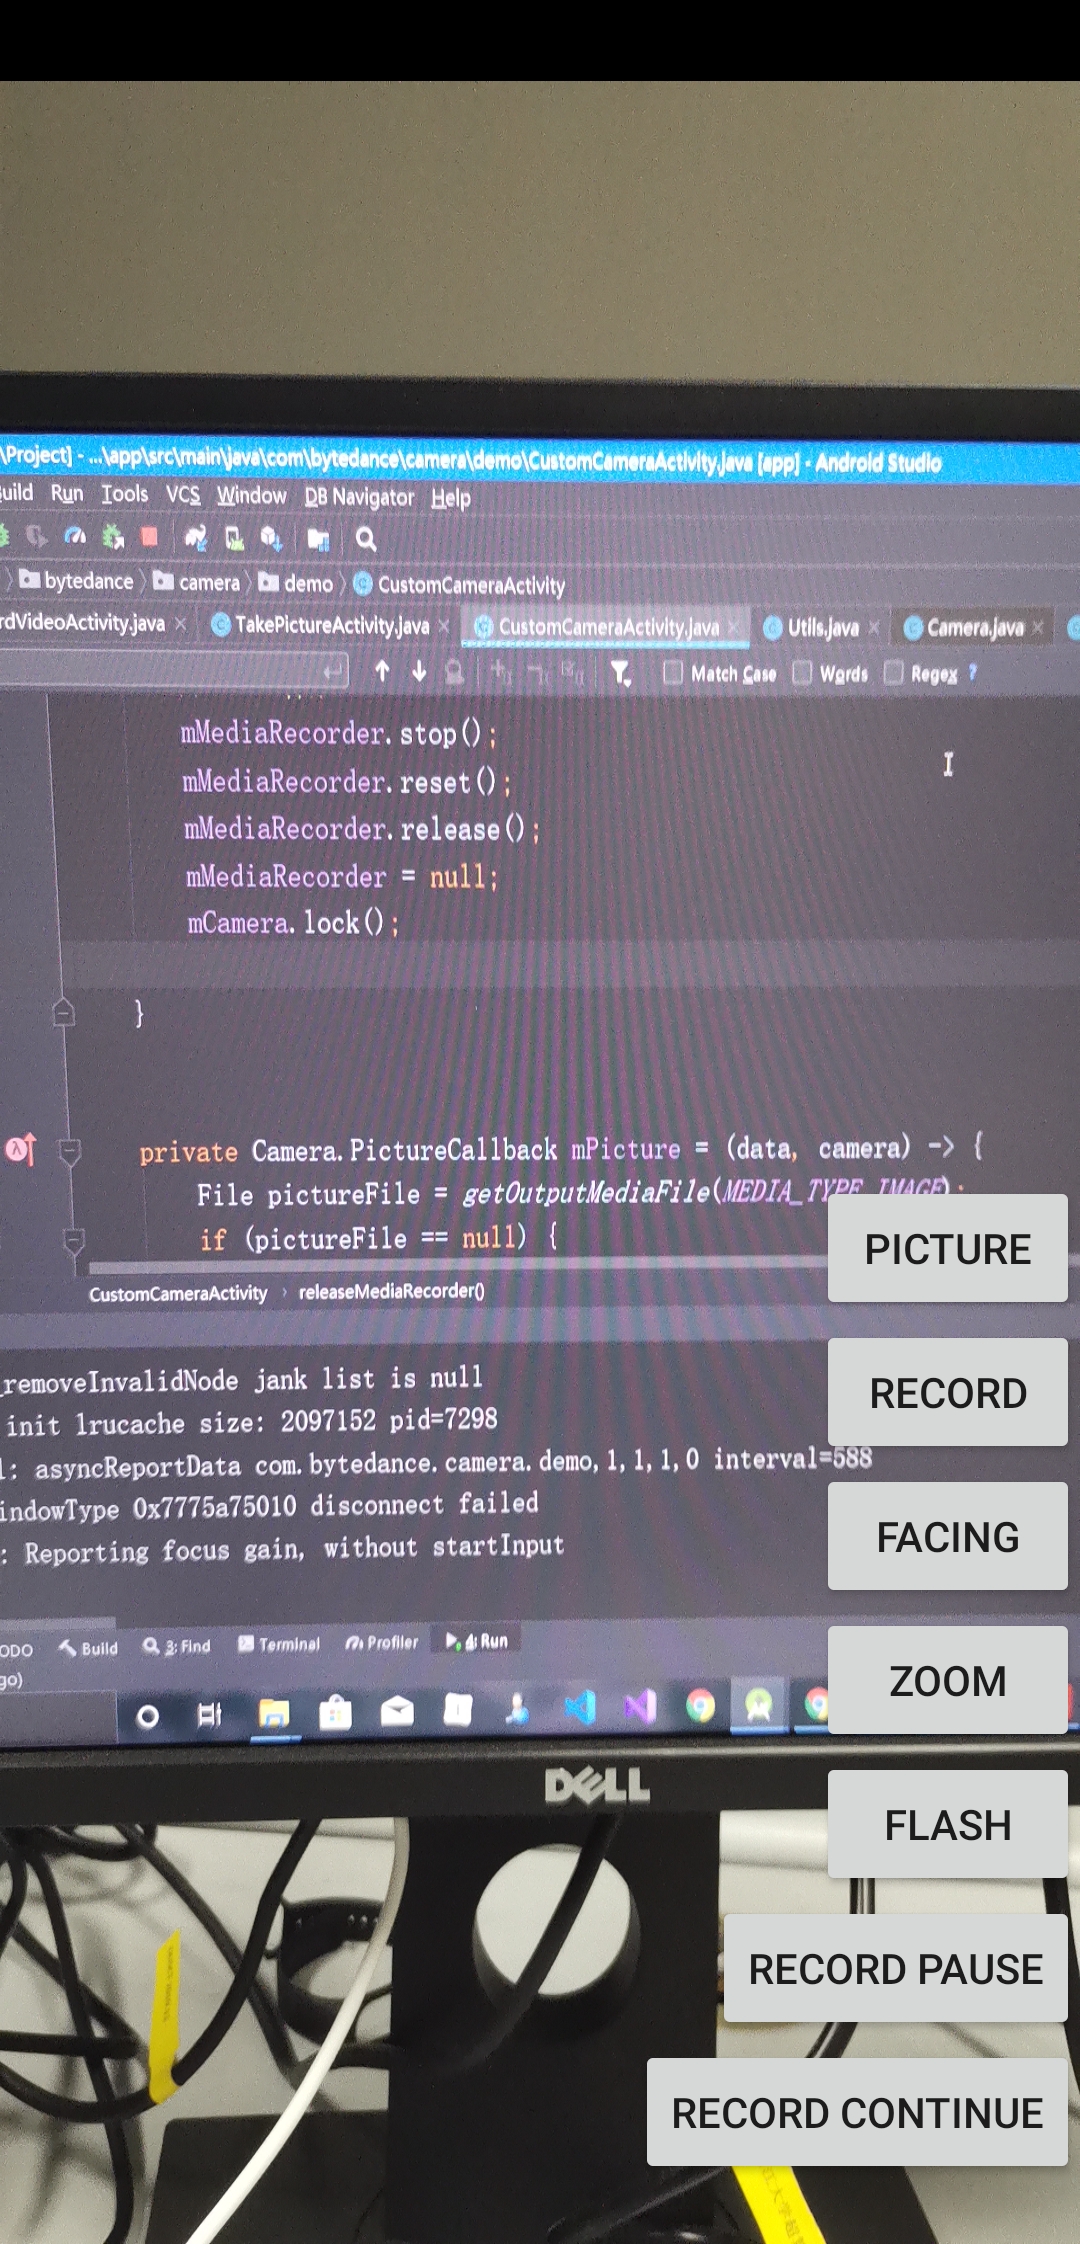 \Project] - ...\app\src\main\java\com\bytedance\camera\demo\CustomCameraActivity.java [app] - Android Studio
uild Run Tools VCS Window DB Navigator Help
bytedance camera demo CustomCameraActivity
rdVideoActivity.java TakePictureActivity.java CustomCameraActivity.java Utils.java Camera.java
Match Case Words Regex ?
mMediaRecorder.stop();
mMediaRecorder.reset();
mMediaRecorder.release();
mMediaRecorder = null;
mCamera.lock();
}
private Camera.PictureCallback mPicture = (data, camera) -> {
File pictureFile = getOutputMediaFile(MEDIA_TYPE_IMAGE);
if (pictureFile == null) {
PICTURE
CustomCameraActivity › releaseMediaRecorder()
_removeInvalidNode jank list is null
RECORD
init lrucache size: 2097152 pid=7298
: asyncReportData com.bytedance.camera.demo,1,1,1,0 interval=588
indowType 0x7775a75010 disconnect failed
FACING
: Reporting focus gain, without startInput
ODO Build 3: Find Terminal Profiler 4: Run
go)
ZOOM
DELL
FLASH
RECORD PAUSE
RECORD CONTINUE